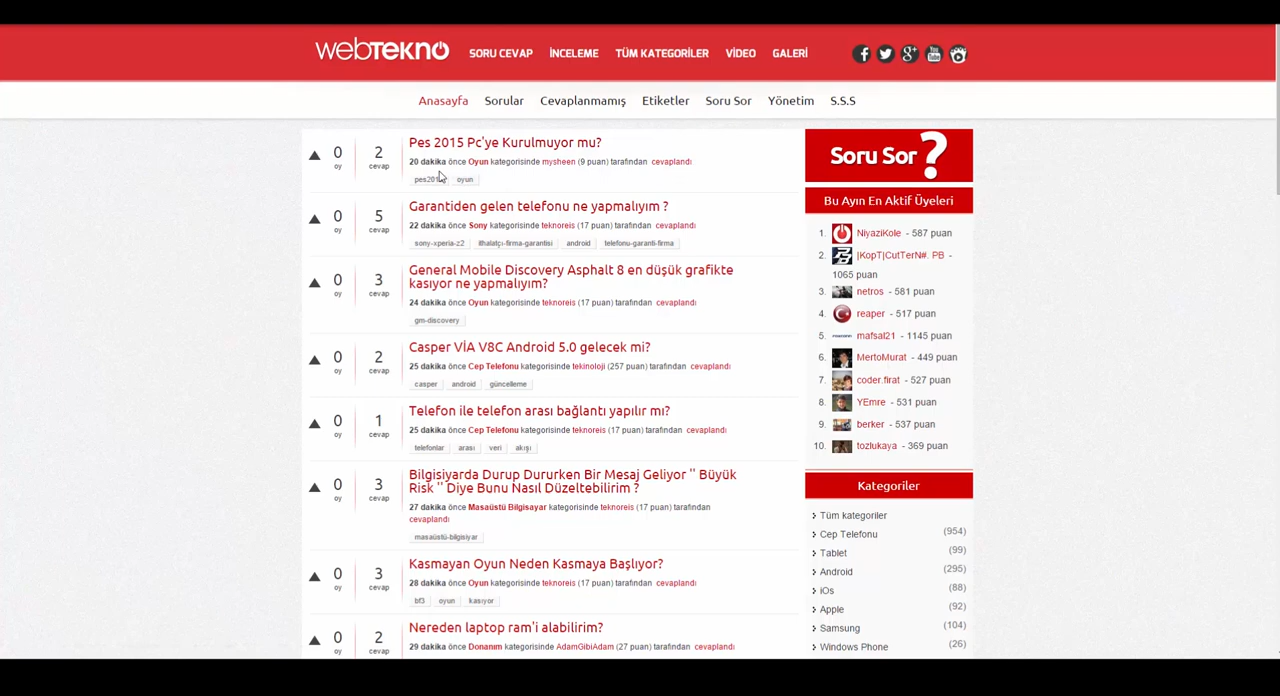 webtekno SORU CEVAP İNCELEME TÜM KATEGORİLER VİDEO GALERİ
Anasayfa Sorular Cevaplanmamış Etiketler Soru Sor Yönetim S.S.S
0 oy 2 cevap
Pes 2015 Pc'ye Kurulmuyor mu?
20 dakika önce Oyun kategorisinde mysheen (9 puan) tarafından cevaplandı
oyun
0 oy 5 cevap
Garantiden gelen telefonu ne yapmalıyım ?
22 dakika önce Sony kategorisinde teknoreis (17 puan) tarafından cevaplandı
sony-xperia-z2 ithalatçı-firma-garantisi android telefonu-garanti-firma
0 oy 3 cevap
General Mobile Discovery Asphalt 8 en düşük grafikte
kasıyor ne yapmalıyım?
24 dakika önce Oyun kategorisinde teknoreis (17 puan) tarafından cevaplandı
gm-discovery
0 oy 2 cevap
Casper VİA V8C Android 5.0 gelecek mi?
25 dakika önce Cep Telefonu kategorisinde tekinoloji (257 puan) tarafından cevaplandı
casper android güncelleme
0 oy 1 cevap
Telefon ile telefon arası bağlantı yapılır mı?
25 dakika önce Cep Telefonu kategorisinde teknoreis (17 puan) tarafından cevaplandı
telefonlar arası veri akışı
0 oy 3 cevap
Bilgisiyarda Durup Dururken Bir Mesaj Geliyor '' Büyük
Risk '' Diye Bunu Nasıl Düzeltebilirim ?
27 dakika önce Masaüstü Bilgisayar kategorisinde teknoreis (17 puan) tarafından
cevaplandı
masaüstü-bilgisiyar
0 oy 3 cevap
Kasmayan Oyun Neden Kasmaya Başlıyor?
28 dakika önce Oyun kategorisinde teknoreis (17 puan) tarafından cevaplandı
bf3 oyun kasıyor
0 oy 2 cevap
Nereden laptop ram'i alabilirim?
29 dakika önce Donanım kategorisinde AdamGibiAdam (27 puan) tarafından cevaplandı
Soru Sor ?
Bu Ayın En Aktif Üyeleri
1. NiyaziKole - 587 puan
2. |KopT|CutTerN#. PB -
1065 puan
3. netros - 581 puan
4. reaper - 517 puan
5. mafsal21 - 1145 puan
6. MertoMurat - 449 puan
7. coder.firat - 527 puan
8. YEmre - 531 puan
9. berker - 537 puan
10. tozlukaya - 369 puan
Kategoriler
Tüm kategoriler
Cep Telefonu (954)
Tablet (99)
Android (295)
iOs (88)
Apple (92)
Samsung (104)
Windows Phone (26)